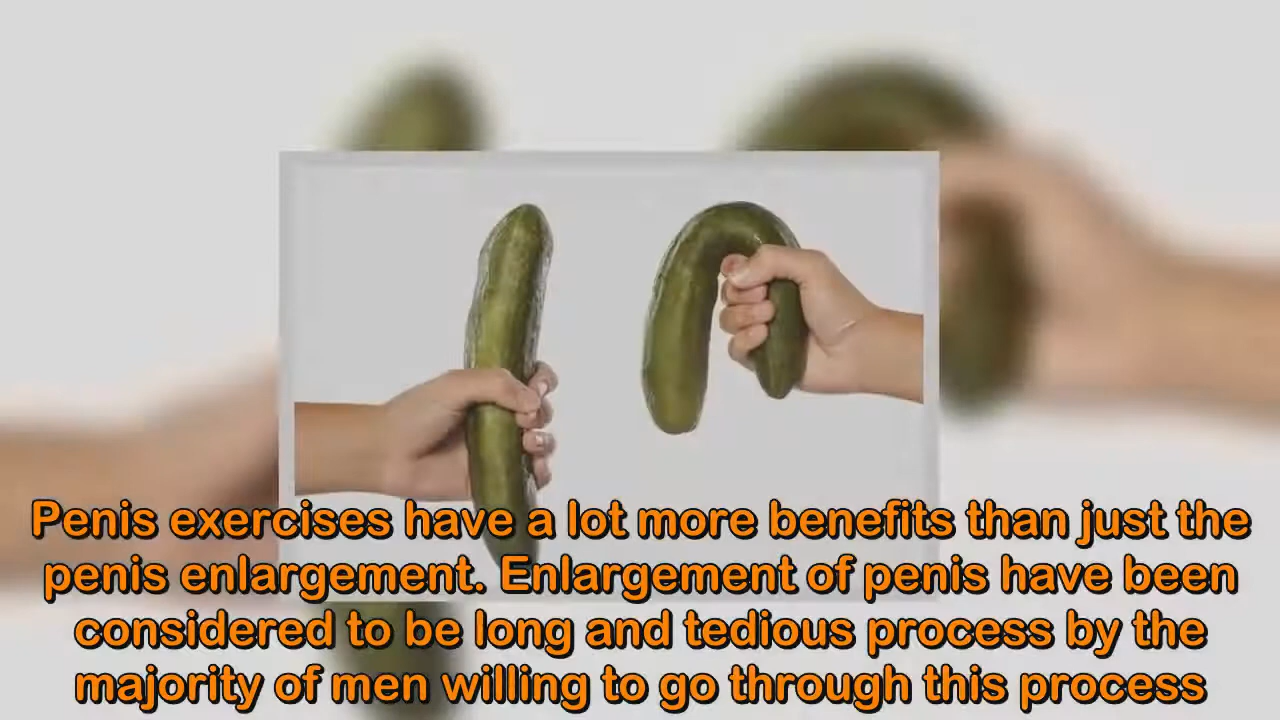 Penis exercises have a lot more benefits than just the
penis enlargement. Enlargement of penis have been
considered to be long and tedious process by the
majority of men willing to go through this process